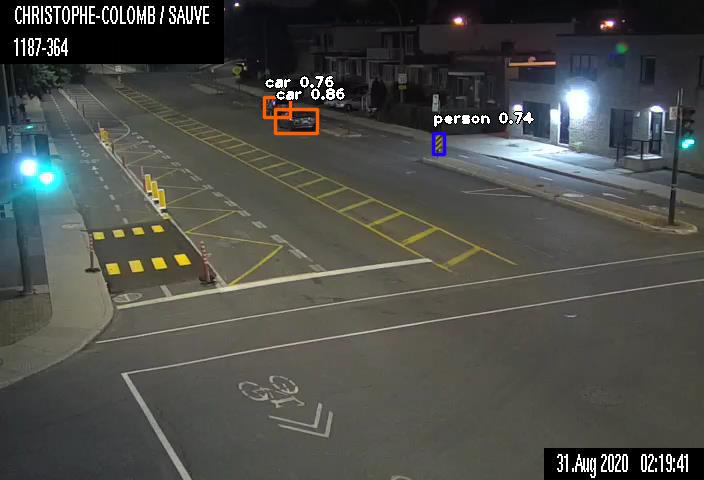 CHRISTOPHE-COLOMB / SAUVE
1187-364
car 0.76
car 0.86
person 0.74
31.Aug 2020 02:19:41